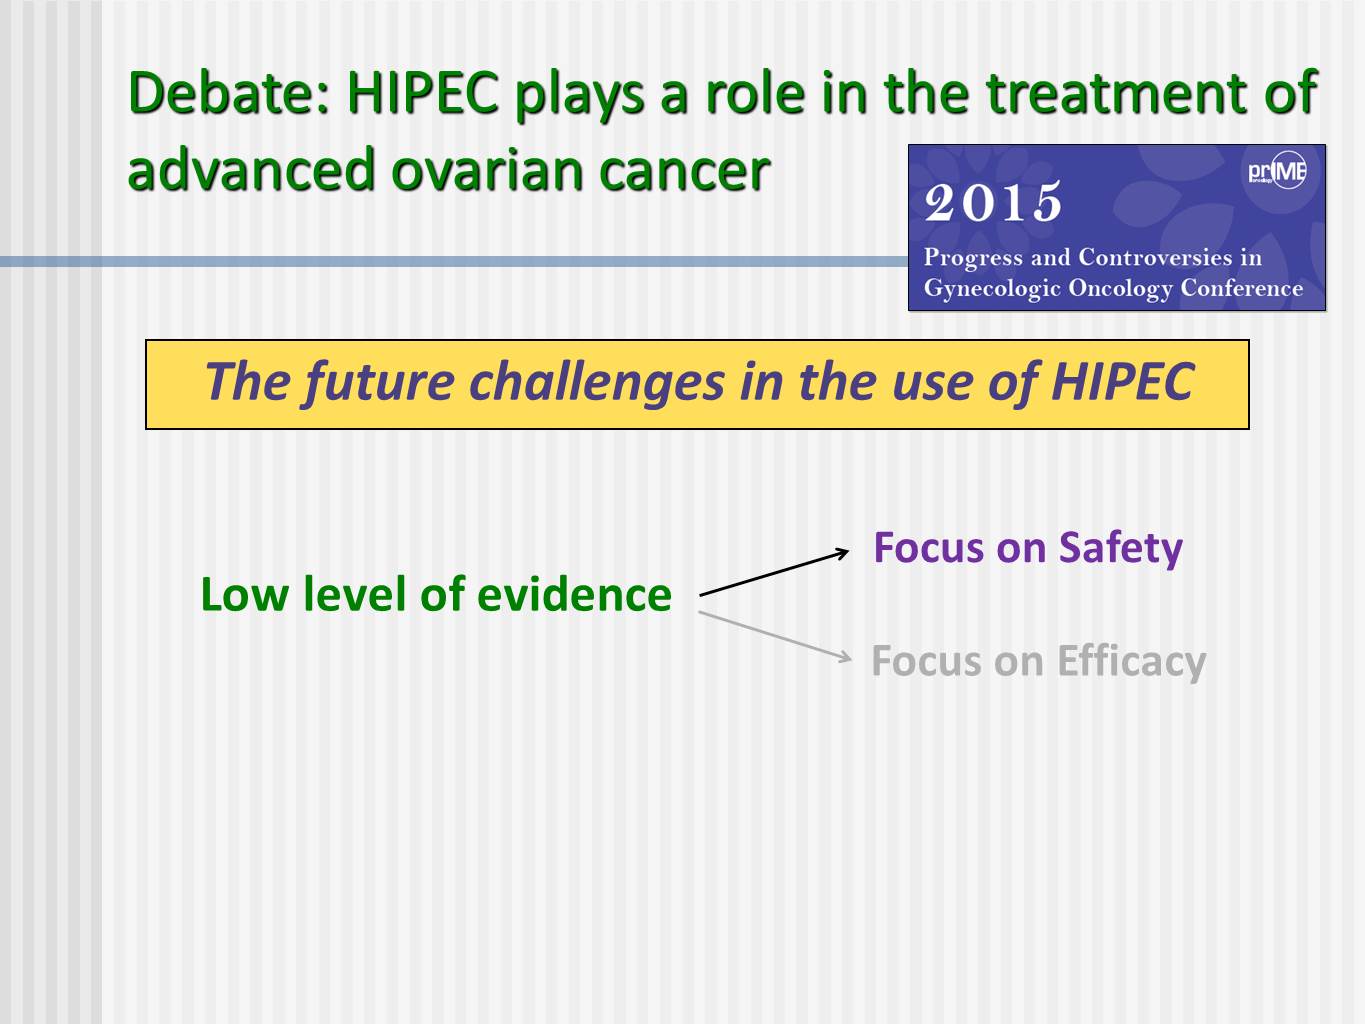 Debate: HIPEC plays a role in the treatment of
advanced ovarian cancer
prIME
oncology
2015
Progress and Controversies in
Gynecologic Oncology Conference
The future challenges in the use of HIPEC
Focus on Safety
Low level of evidence
Focus on Efficacy